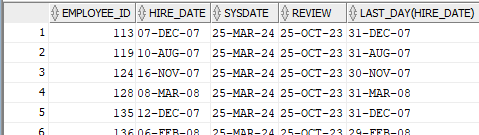 EMPLOYEE_ID HIRE_DATE SYSDATE REVIEW LAST_DAY(HIRE_DATE)
1 113 07-DEC-07 25-MAR-24 25-OCT-23 31-DEC-07
2 119 10-AUG-07 25-MAR-24 25-OCT-23 31-AUG-07
3 124 16-NOV-07 25-MAR-24 25-OCT-23 30-NOV-07
4 128 08-MAR-08 25-MAR-24 25-OCT-23 31-MAR-08
5 135 12-DEC-07 25-MAR-24 25-OCT-23 31-DEC-07
6 136 06-FEB-08 25-MAR-24 25-OCT-23 29-FEB-08